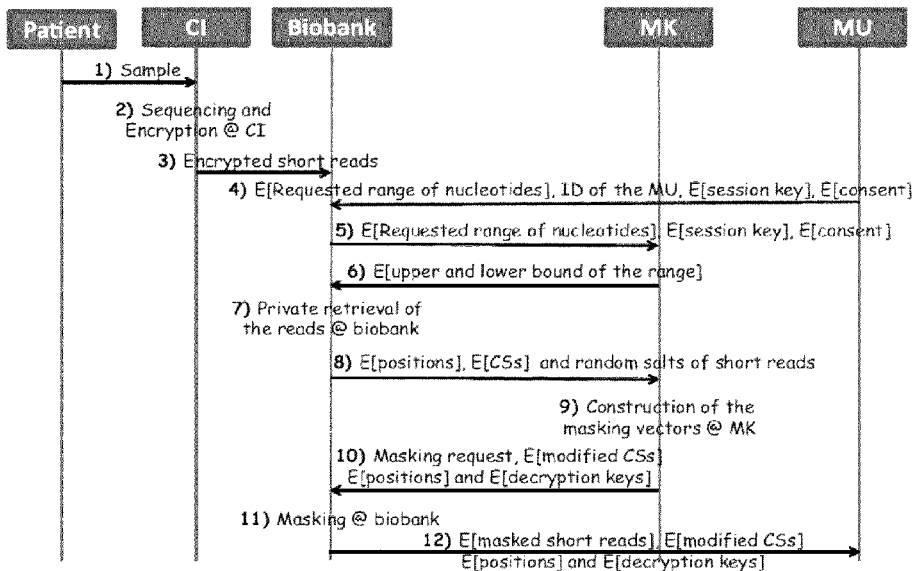 Patient CI Biobank MK MU
1) Sample
2) Sequencing and
Encryption @ CI
3) Encrypted short reads
4) E[Requested range of nucleotides], ID of the MU, E[session key], E[consent]
5) E[Requested range of nucleotides], E[session key], E[consent]
6) E[upper and lower bound of the range]
7) Private retrieval of
the reads @ biobank
8) E[positions], E[CSs] and random salts of short reads
9) Construction of the
masking vectors @ MK
10) Masking request, E[modified CSs]
E[positions] and E[decryption keys]
11) Masking @ biobank
12) E[masked short reads], E[modified CSs]
E[positions] and E[decryption keys]